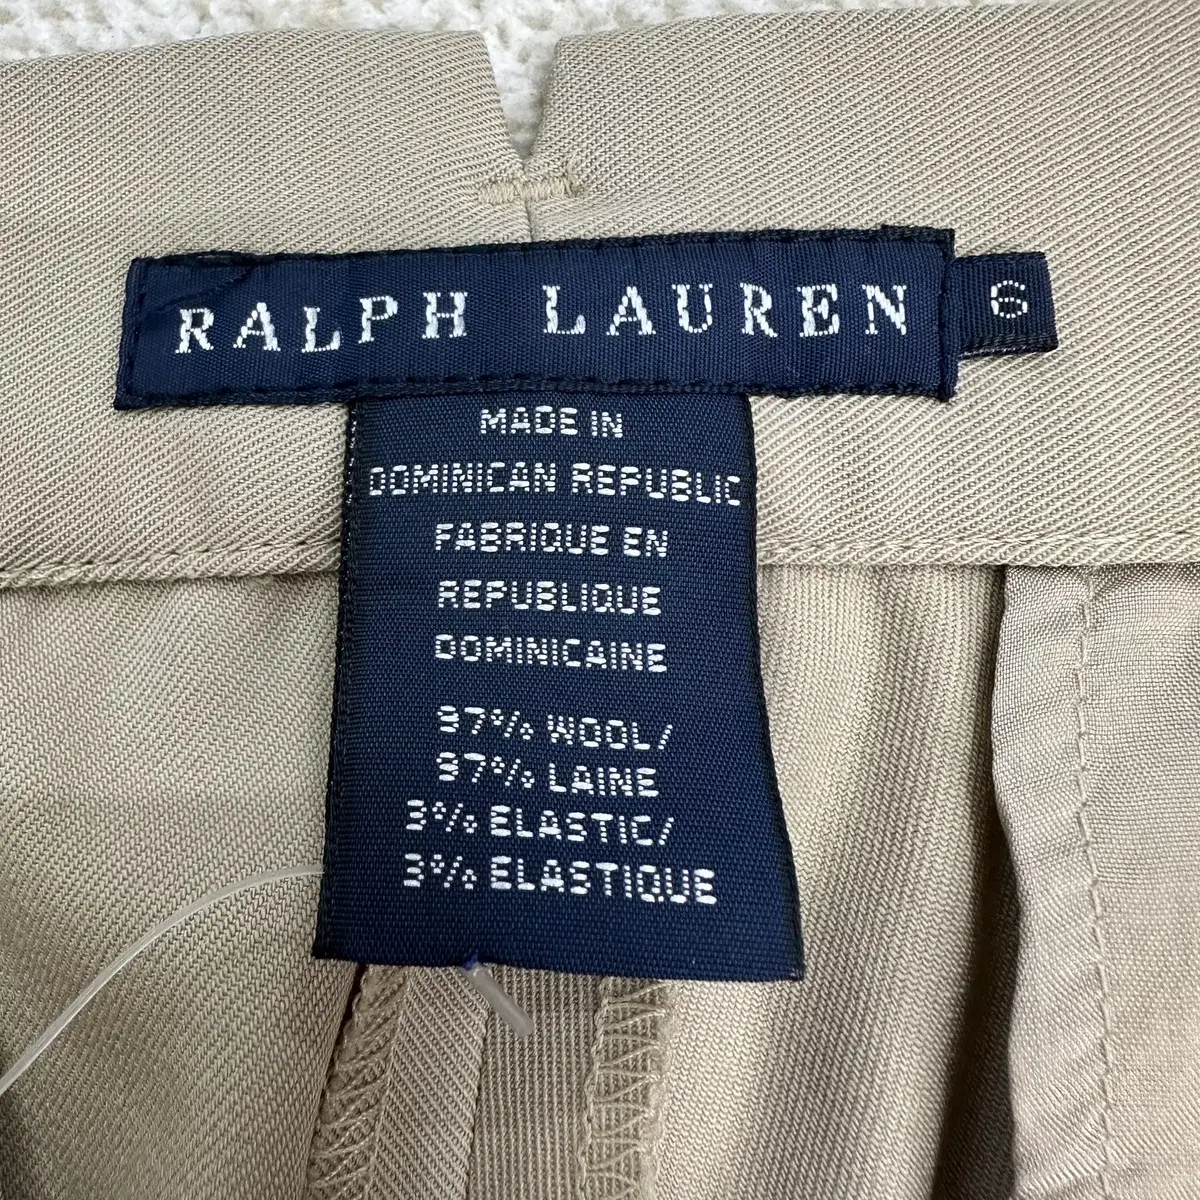 RALPH LAUREN
6
MADE IN
DOMINICAN REPUBLIC
FABRIQUE EN
REPUBLIQUE
DOMINICAINE
97% WOOL/
97% LAINE
3% ELASTIC/
3% ELASTIQUE